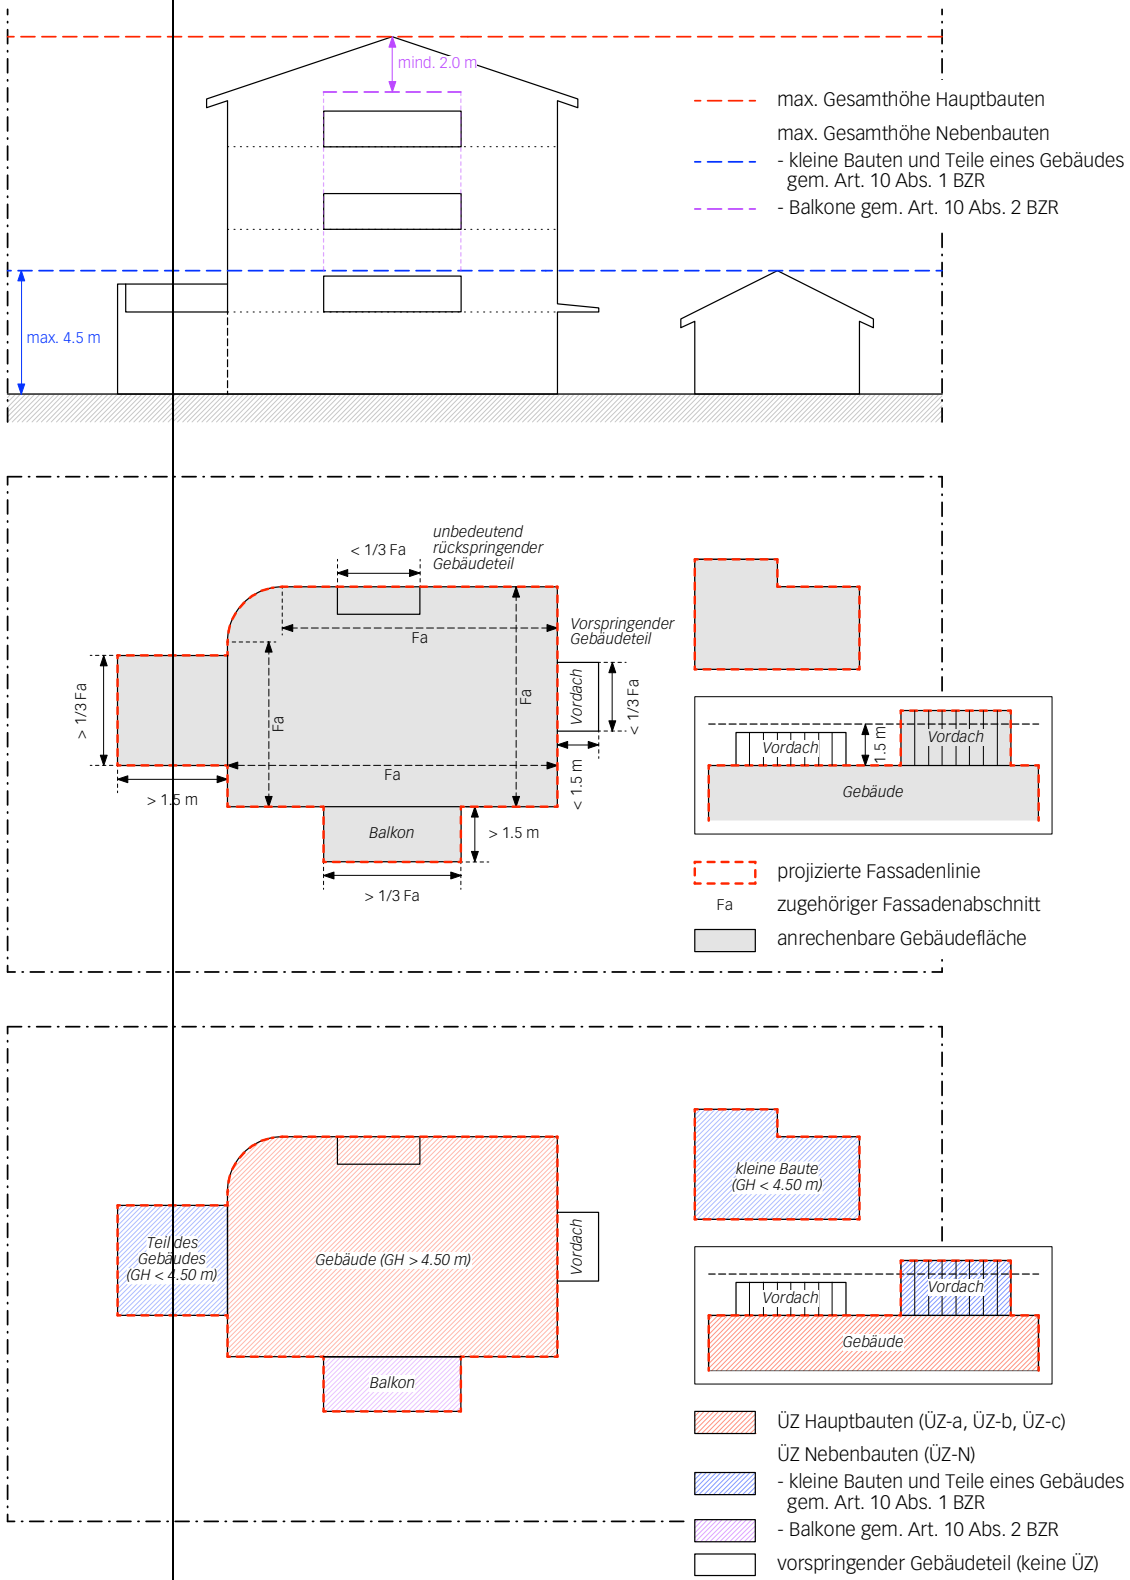 mind. 2.0 m
max. 4.5 m
max. Gesamthöhe Hauptbauten
max. Gesamthöhe Nebenbauten
- kleine Bauten und Teile eines Gebäudes
gem. Art. 10 Abs. 1 BZR
- Balkone gem. Art. 10 Abs. 2 BZR
unbedeutend
rückspringender
Gebäudeteil
< 1/3 Fa
Fa
Vorspringender
Gebäudeteil
> 1/3 Fa
Fa
Fa
Vordach
< 1/3 Fa
Fa
> 1.5 m
< 1.5 m
Balkon
> 1.5 m
> 1/3 Fa
Vordach
1.5 m
Vordach
Gebäude
projizierte Fassadenlinie
Fa zugehöriger Fassadenabschnitt
anrechenbare Gebäudefläche
kleine Baute
(GH < 4.50 m)
Teil des
Gebäudes
(GH < 4.50 m)
Gebäude (GH > 4.50 m)
Vordach
Balkon
Vordach
Vordach
Gebäude
ÜZ Hauptbauten (ÜZ-a, ÜZ-b, ÜZ-c)
ÜZ Nebenbauten (ÜZ-N)
- kleine Bauten und Teile eines Gebäudes
gem. Art. 10 Abs. 1 BZR
- Balkone gem. Art. 10 Abs. 2 BZR
vorspringender Gebäudeteil (keine ÜZ)